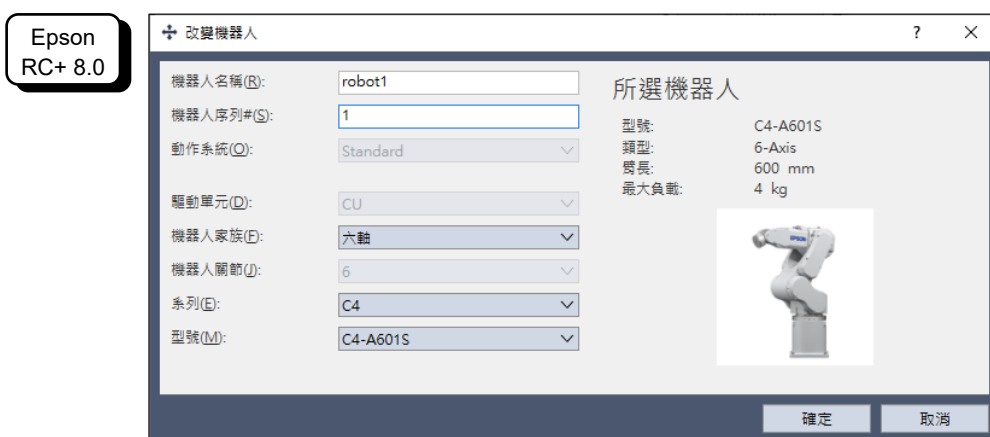 Epson
RC+ 8.0
改變機器人
機器人名稱(R): robot1
機器人序列#(S): 1
動作系統(O): Standard
驅動單元(D): CU
機器人家族(F): 六軸
機器人關節(J): 6
系列(E): C4
型號(M): C4-A601S
所選機器人
型號: C4-A601S
類型: 6-Axis
臂長: 600 mm
最大負載: 4 kg
EPSON
確定 取消